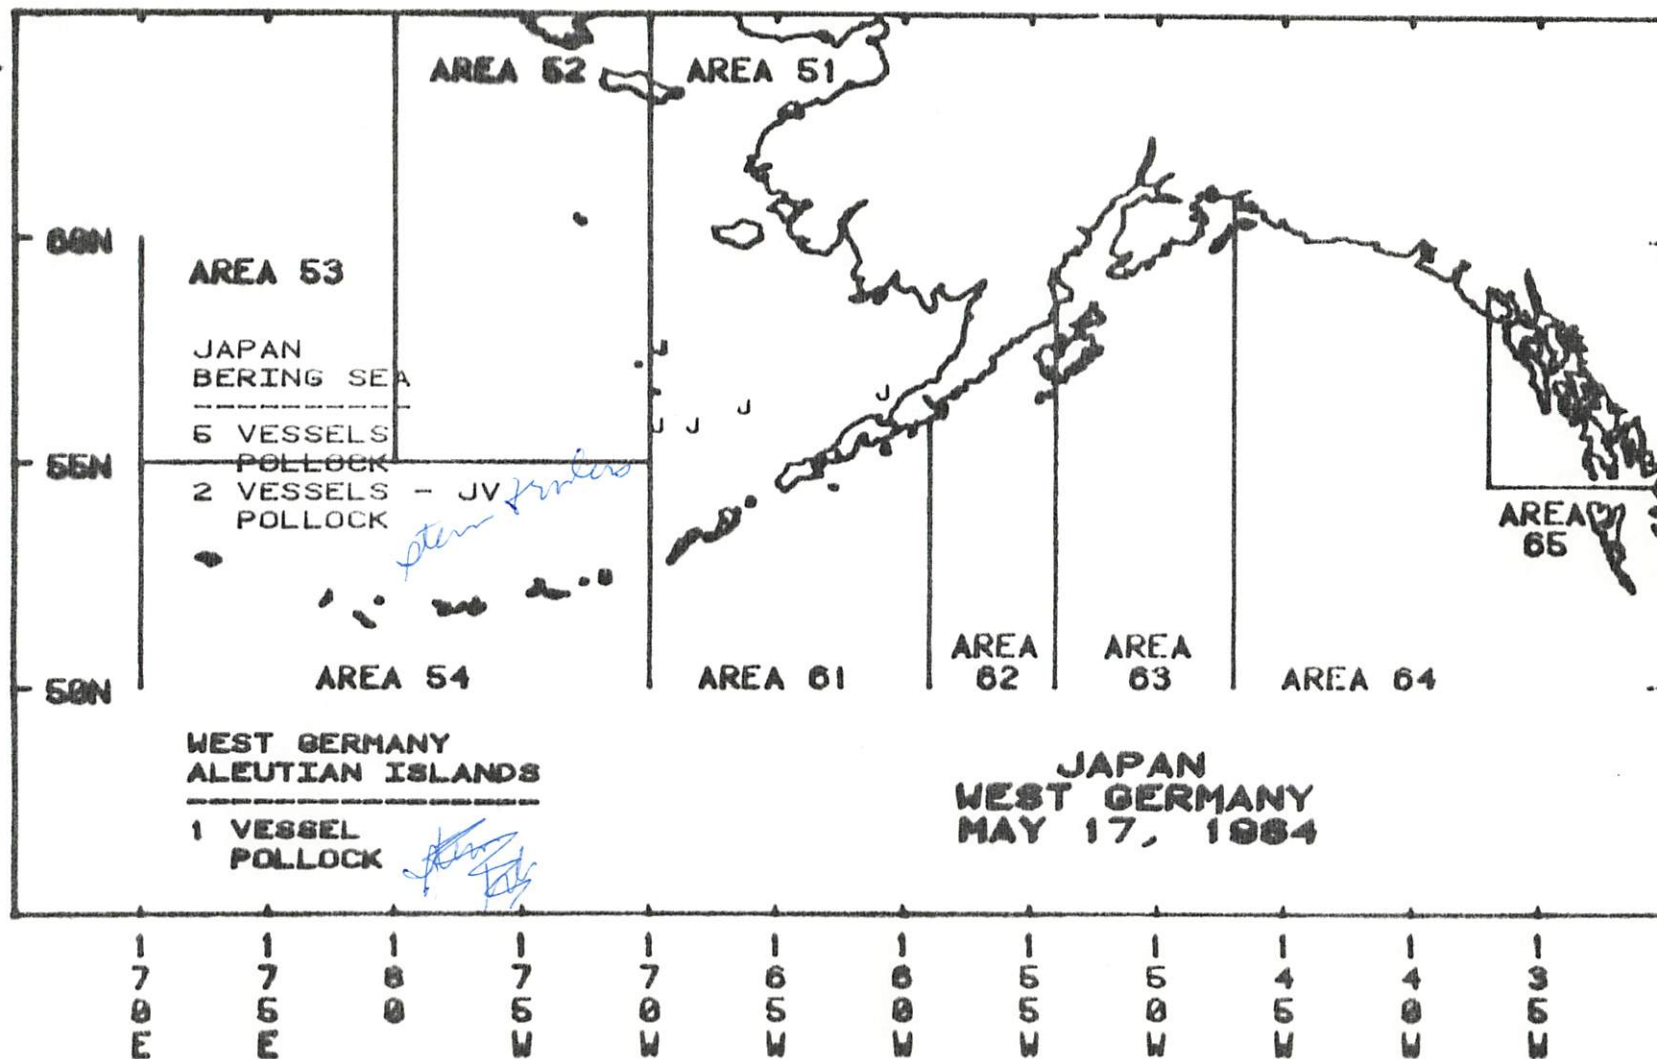 AREA 52
AREA 51
60N
AREA 53
JAPAN
BERING SEA
5 VESSELS
POLLOCK
55N
2 VESSELS - JV
POLLOCK
stern trawlers
J
J
J
J
J
AREA
65
AREA 54
AREA 61
AREA
62
AREA
63
AREA 64
50N
WEST GERMANY
ALEUTIAN ISLANDS
1 VESSEL
POLLOCK
JAPAN
WEST GERMANY
MAY 17, 1984
170E
175E
180
175W
170W
165W
160W
155W
150W
145W
140W
135W